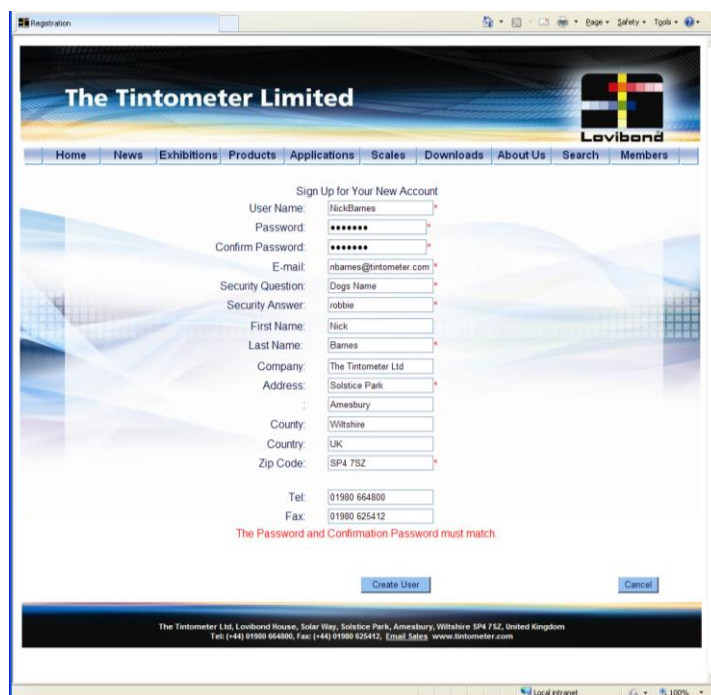 Registration
Page Safety Tools
The Tintometer Limited
Lovibond
Home News Exhibitions Products Applications Scales Downloads About Us Search Members
Sign Up for Your New Account
User Name: NickBarnes *
Password: ••••••• *
Confirm Password: ••••••• *
E-mail: nbarnes@tintometer.com *
Security Question: Dogs Name *
Security Answer: robbie *
First Name: Nick
Last Name: Barnes *
Company: The Tintometer Ltd
Address: Solstice Park *
: Amesbury
County: Wiltshire
Country: UK
Zip Code: SP4 7SZ *
Tel: 01980 664800
Fax: 01980 625412
The Password and Confirmation Password must match.
Create User Cancel
The Tintometer Ltd, Lovibond House, Solar Way, Solstice Park, Amesbury, Wiltshire SP4 7SZ, United Kingdom
Tel: (+44) 01980 664800, Fax: (+44) 01980 625412, Email Sales www.tintometer.com
Local intranet 100%